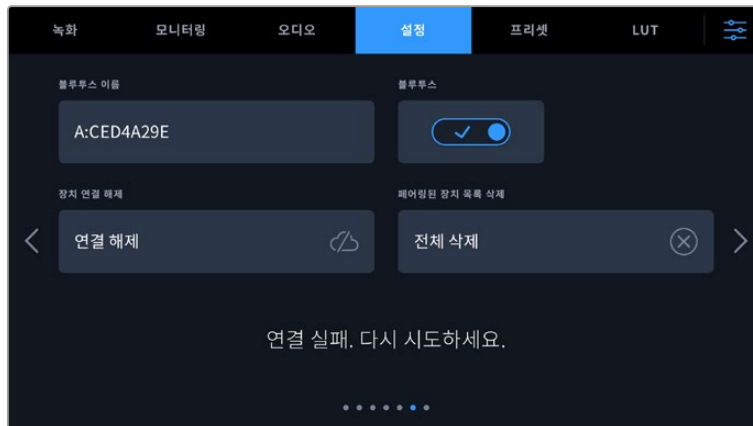 녹화 모니터링 오디오 설정 프리셋 LUT
블루투스 이름 블루투스
A:CED4A29E
장치 연결 해제 페어링된 장치 목록 삭제
연결 해제 전체 삭제
연결 실패. 다시 시도하세요.